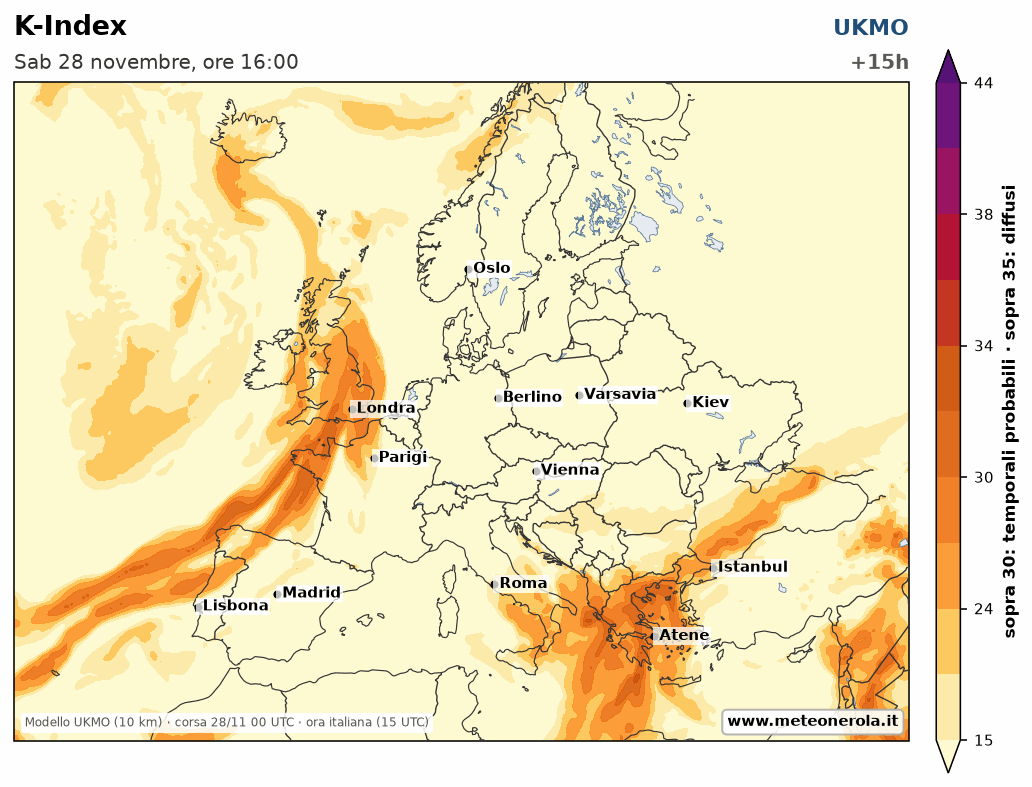 K-Index
UKMO
Sab 28 novembre, ore 16:00
+15h
Oslo
Londra
Berlino
Varsavia
Kiev
Parigi
Vienna
Istanbul
Roma
Madrid
Lisbona
Atene
Modello UKMO (10 km) · corsa 28/11 00 UTC · ora italiana (15 UTC)
www.meteonerola.it
44
38
34
30
24
15
sopra 30: temporali probabili · sopra 35: diffusi